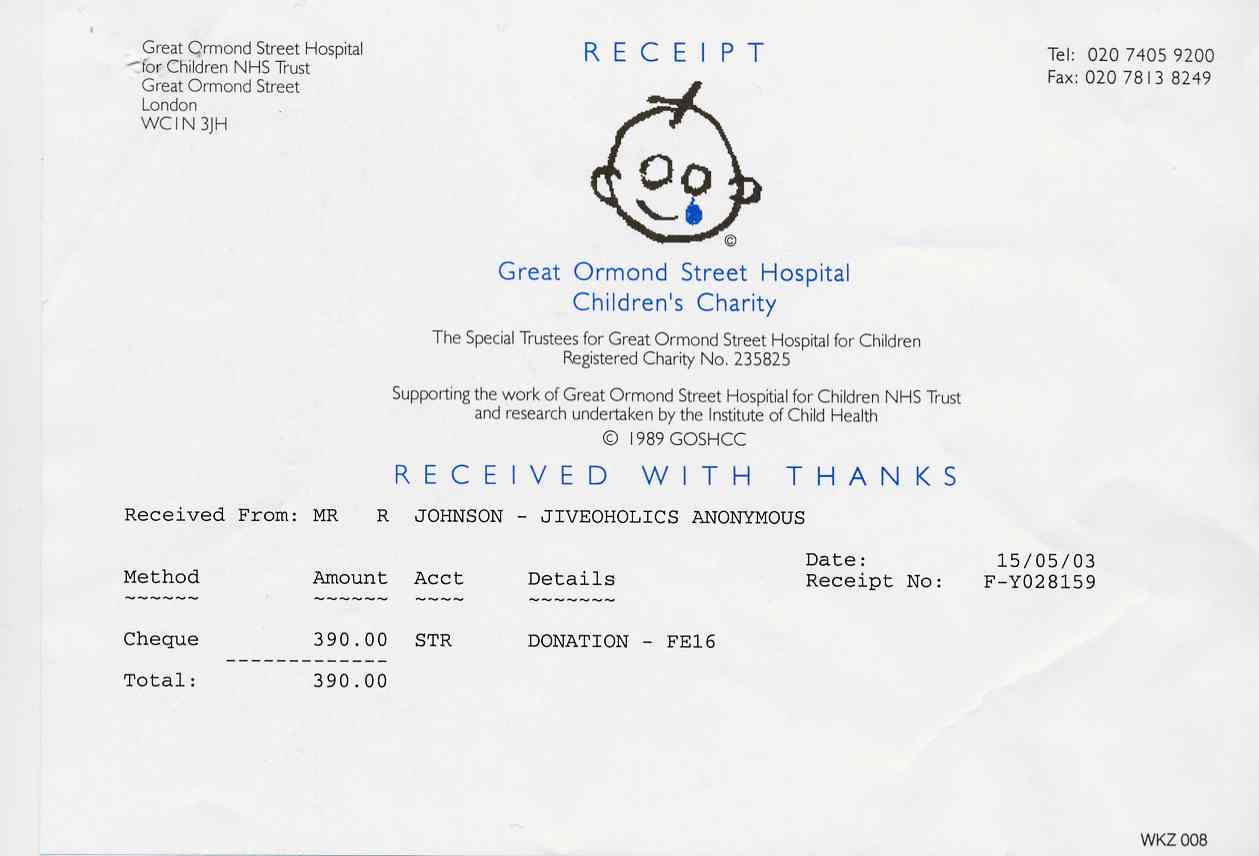 Great Ormond Street Hospital
for Children NHS Trust
Great Ormond Street
London
WC1N 3JH
RECEIPT
Tel: 020 7405 9200
Fax: 020 7813 8249
©
Great Ormond Street Hospital
Children's Charity
The Special Trustees for Great Ormond Street Hospital for Children
Registered Charity No. 235825
Supporting the work of Great Ormond Street Hospitial for Children NHS Trust
and research undertaken by the Institute of Child Health
© 1989 GOSHCC
RECEIVED WITH THANKS
Received From: MR R JOHNSON - JIVEOHOLICS ANONYMOUS
Date: 15/05/03
Receipt No: F-Y028159
Method Amount Acct Details
~~~~~~ ~~~~~~ ~~~~ ~~~~~~~
Cheque 390.00 STR DONATION - FE16
-------------
Total: 390.00
WKZ 008